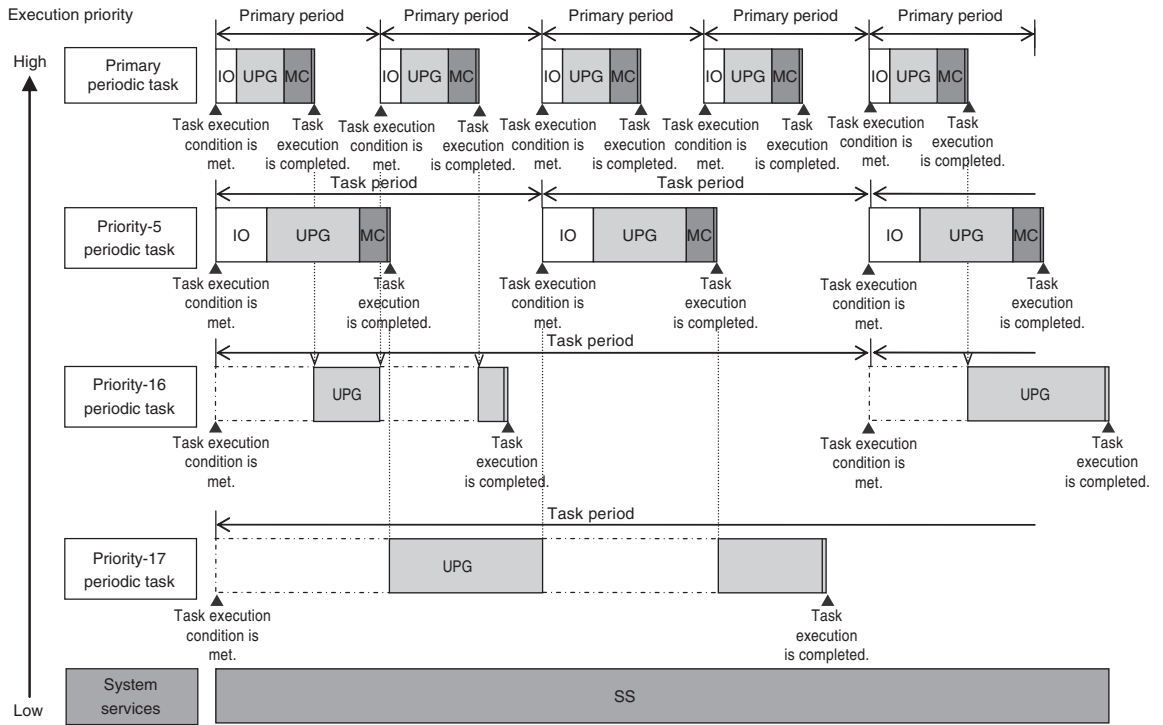 Execution priority
High
Low
Primary period
Primary period
Primary period
Primary period
Primary period
Primary
periodic task
IO UPG MC
IO UPG MC
IO UPG MC
IO UPG MC
IO UPG MC
Task execution
condition is
met.
Task
execution
is completed.
Task execution
condition is
met.
Task
execution
is completed.
Task execution
condition is
met.
Task
execution
is completed.
Task execution
condition is
met.
Task
execution
is completed.
Task execution
condition is
met.
Task
execution
is completed.
Task period
Task period
Priority-5
periodic task
IO UPG MC
IO UPG MC
IO UPG MC
Task execution
condition is
met.
Task
execution
is completed.
Task execution
condition is
met.
Task
execution
is completed.
Task execution
condition is
met.
Task
execution
is completed.
Task period
Priority-16
periodic task
UPG
UPG
Task execution
condition is
met.
Task
execution
is completed.
Task execution
condition is
met.
Task
execution
is completed.
Task period
Priority-17
periodic task
UPG
Task execution
condition is
met.
Task
execution
is completed.
System
services
SS